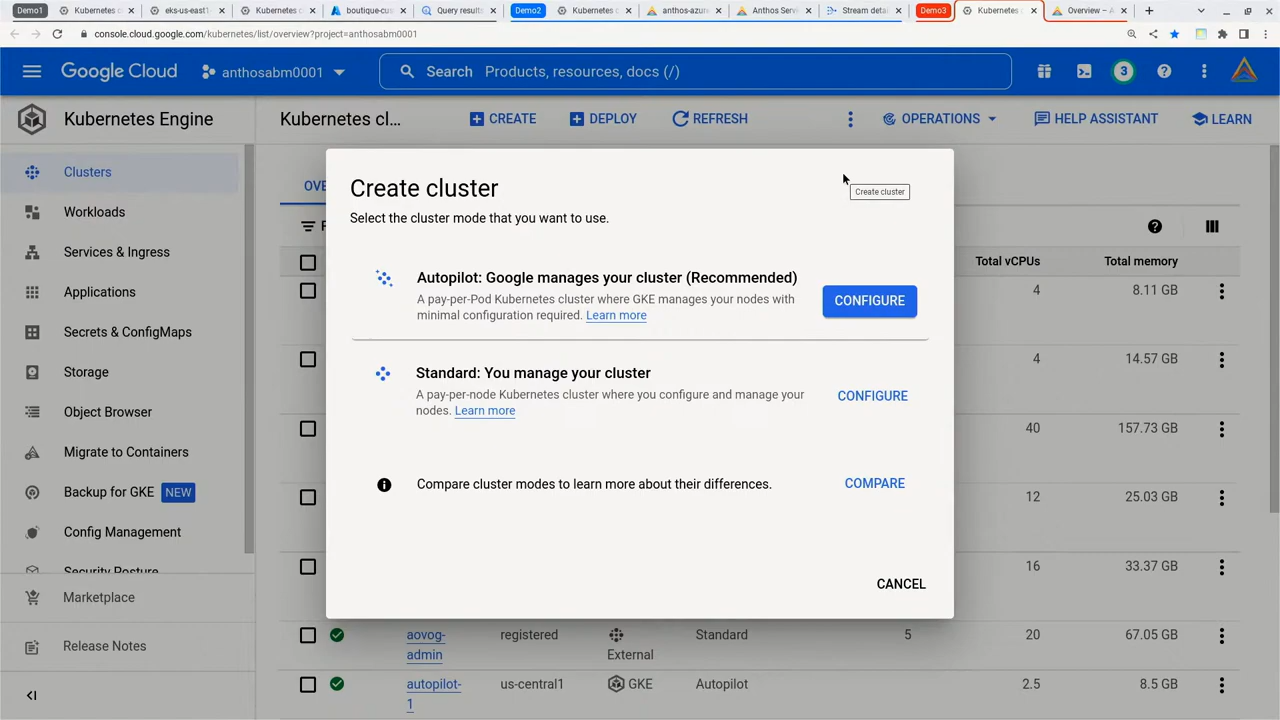 Demo1
Kubernetes c
eks-us-east1
Kubernetes c
boutique-cus
Query results
Demo2
Kubernetes
anthos-azure
Anthos Serv
Stream deta
Demo3
Kubernetes
Overview – A
console.cloud.google.com/kubernetes/list/overview?project=anthosabm0001
Google Cloud
anthosabm0001
Search Products, resources, docs (/)
3
Kubernetes Engine
Kubernetes cl...
CREATE
DEPLOY
REFRESH
OPERATIONS
HELP ASSISTANT
LEARN
Clusters
Workloads
Services & Ingress
Applications
Secrets & ConfigMaps
Storage
Object Browser
Migrate to Containers
Backup for GKE NEW
Config Management
Security Posture
Marketplace
Release Notes
OVE
F
Create cluster
Select the cluster mode that you want to use.
Create cluster
Autopilot: Google manages your cluster (Recommended)
A pay-per-Pod Kubernetes cluster where GKE manages your nodes with
minimal configuration required. Learn more
CONFIGURE
Standard: You manage your cluster
A pay-per-node Kubernetes cluster where you configure and manage your
nodes. Learn more
CONFIGURE
Compare cluster modes to learn more about their differences.
COMPARE
CANCEL
Total vCPUs Total memory
4 8.11 GB
4 14.57 GB
40 157.73 GB
12 25.03 GB
16 33.37 GB
aovog-
admin
registered
External
Standard
5
20
67.05 GB
autopilot-
1
us-central1
GKE
Autopilot
2.5
8.5 GB